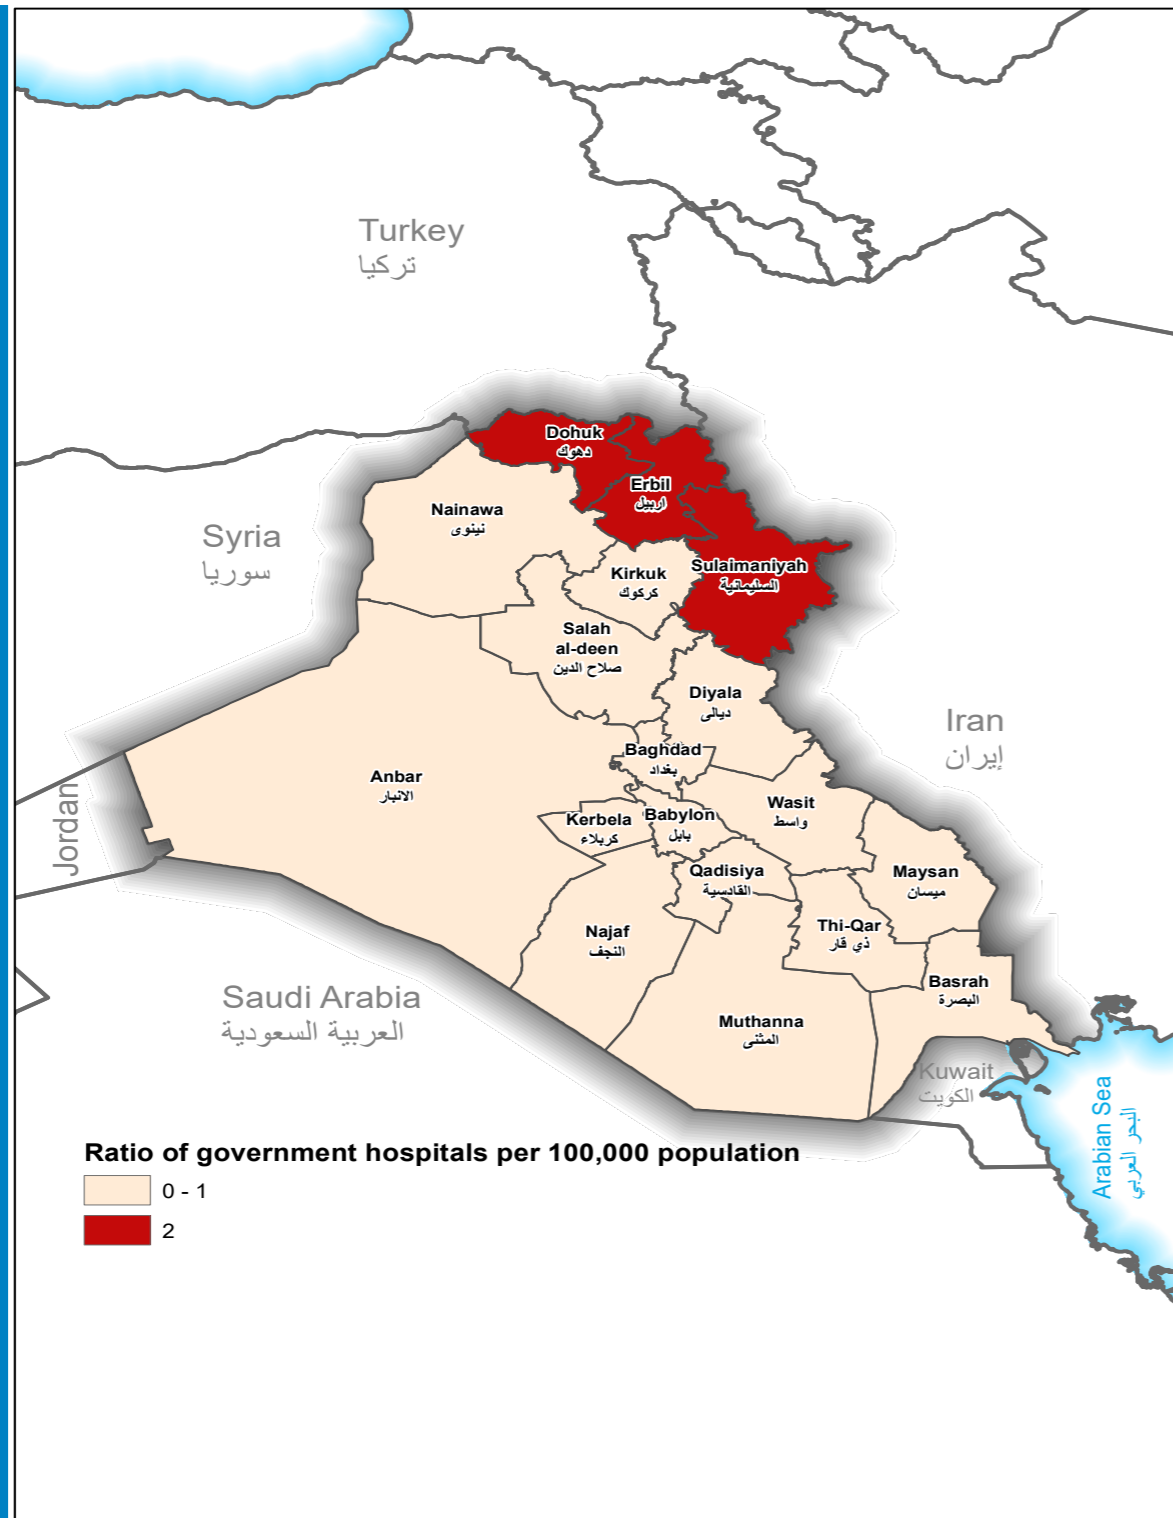 Turkey
تركيا
Dohuk
دهوك
Erbil
اربيل
Nainawa
نينوى
Syria
سوريا
Kirkuk
كركوك
Sulaimaniyah
السليمانية
Salah
al-deen
صلاح الدين
Diyala
ديالى
Iran
إيران
Baghdad
بغداد
Anbar
الانبار
Jordan
Kerbela
كربلاء
Babylon
بابل
Wasit
واسط
Qadisiya
القادسية
Maysan
ميسان
Najaf
النجف
Thi-Qar
ذي قار
Basrah
البصرة
Saudi Arabia
العربية السعودية
Muthanna
المثنى
Kuwait
الكويت
Arabian Sea
البحر العربي
Ratio of government hospitals per 100,000 population
0 - 1
2